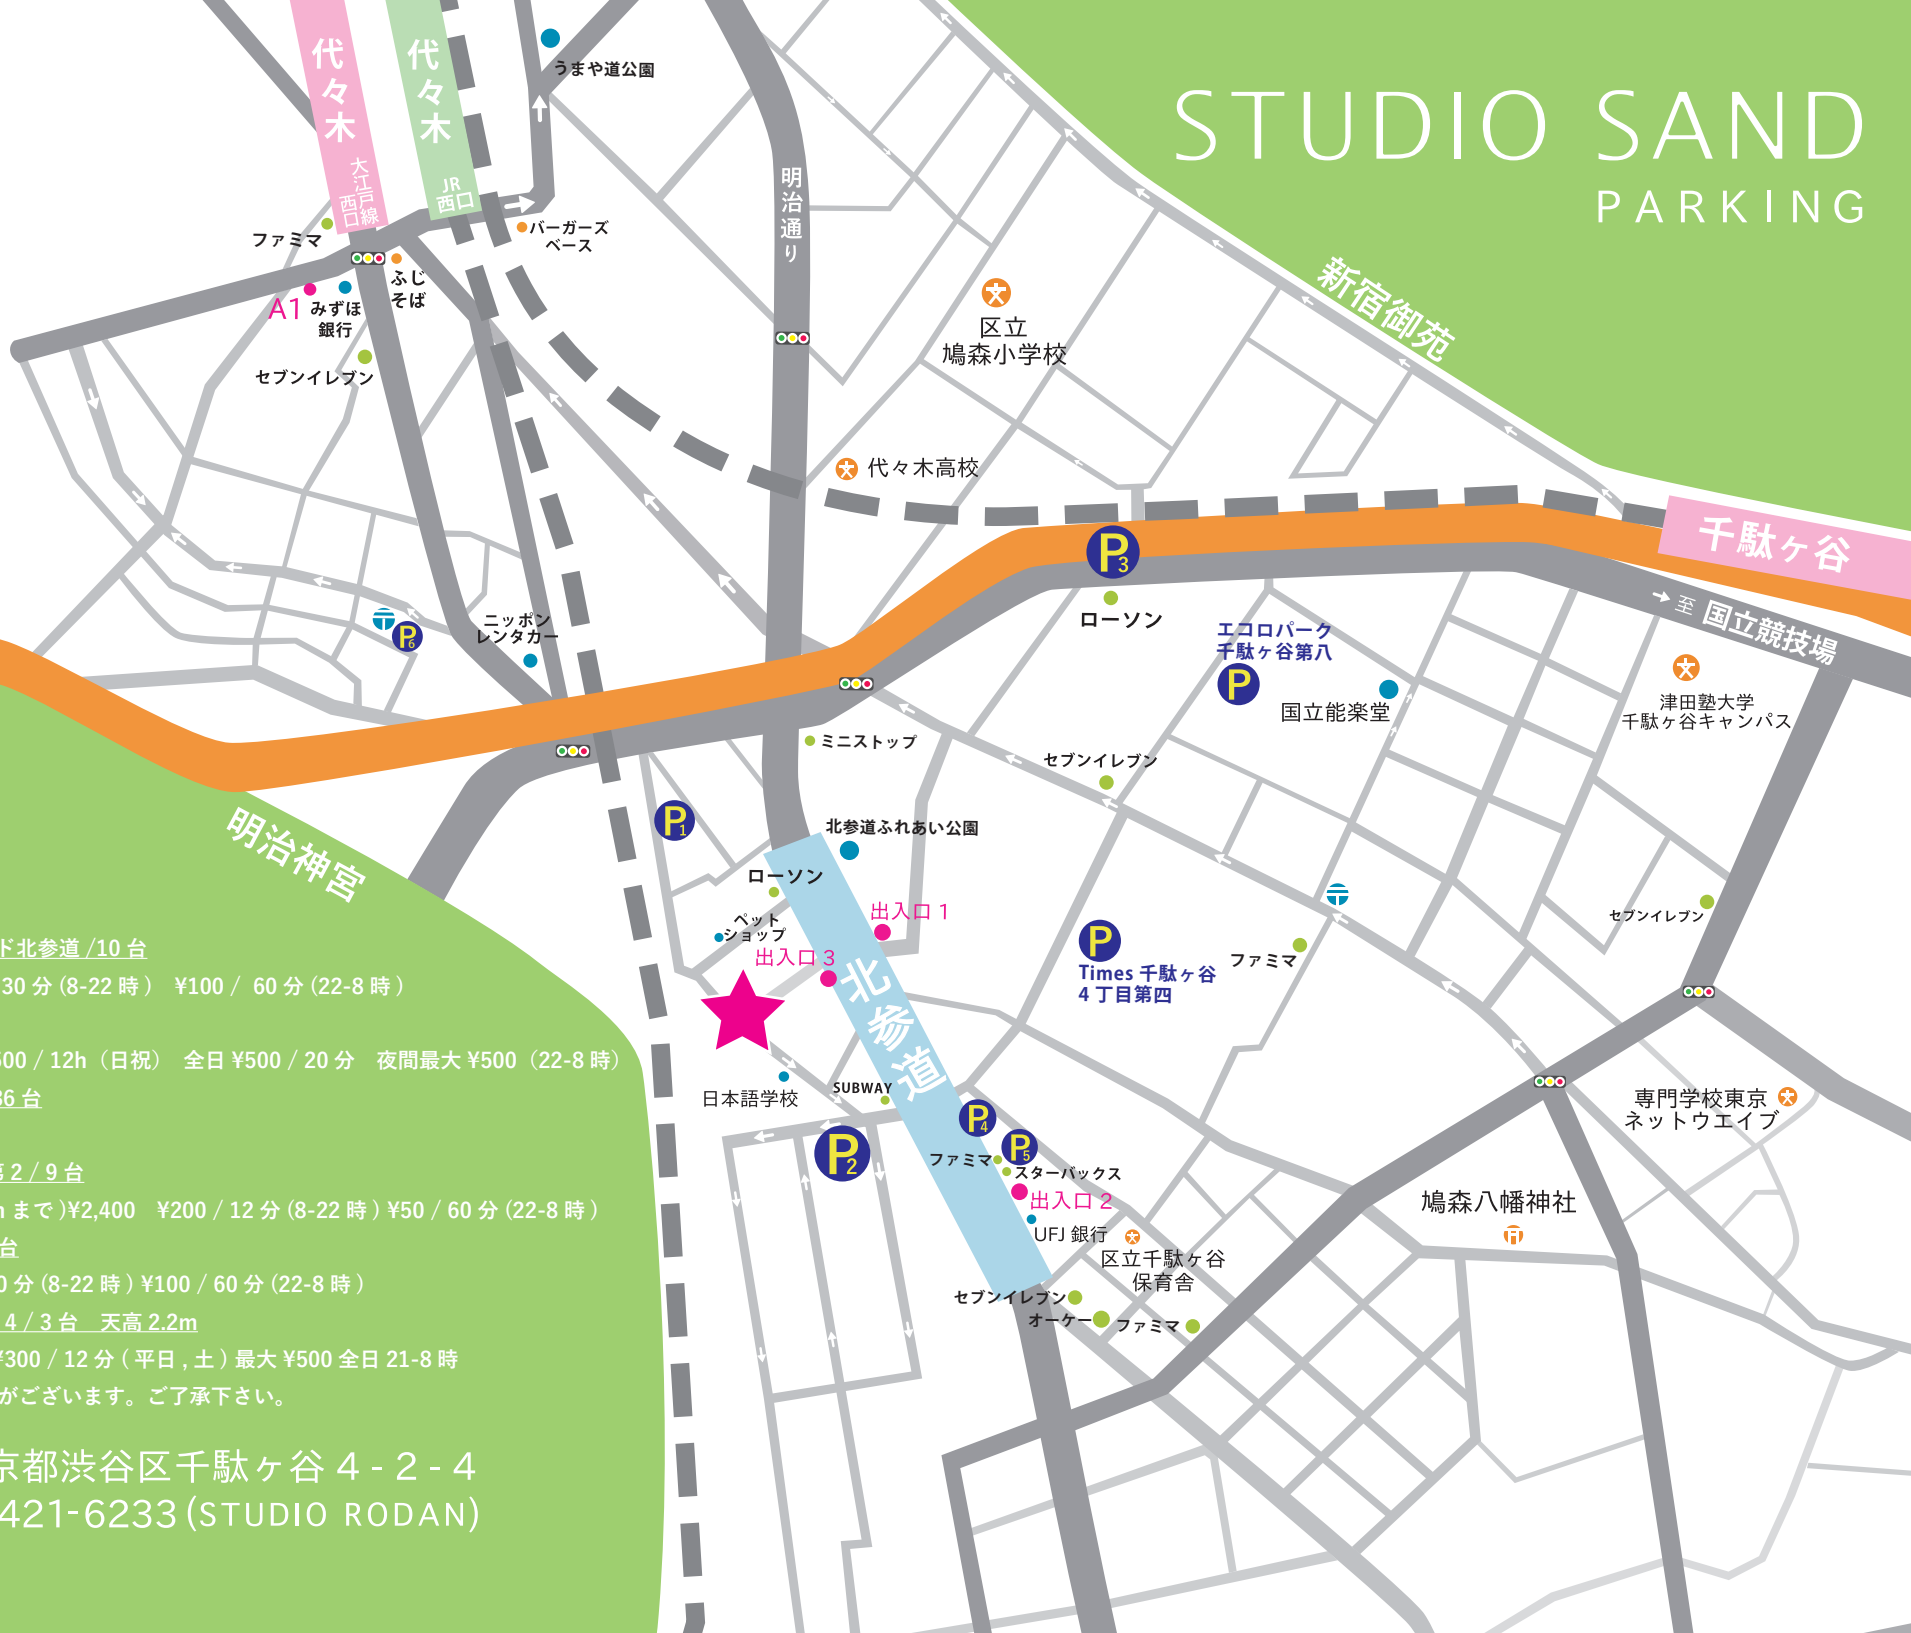 STUDIO SAND
PARKING
代々木
大江戸線
西口
代々木
JR
西口
うまや道公園
明治通り
ファミマ
バーガーズ
ベース
ふじ
そば
A1
みずほ
銀行
セブンイレブン
区立
鳩森小学校
新宿御苑
代々木高校
千駄ヶ谷
P3
ローソン
至 国立競技場
エコロパーク
千駄ヶ谷第八
P
国立能楽堂
津田塾大学
千駄ヶ谷キャンパス
P6
ニッポン
レンタカー
ミニストップ
セブンイレブン
P1
明治神宮
北参道ふれあい公園
ローソン
ペット
ショップ
出入口 1
出入口 3
北参道
P
Times 千駄ヶ谷
4 丁目第四
ファミマ
セブンイレブン
日本語学校
SUBWAY
P2
P4
P5
ファミマ
スターバックス
出入口 2
UFJ 銀行
区立千駄ヶ谷
保育舎
セブンイレブン
オーケー
ファミマ
専門学校東京
ネットウエイブ
鳩森八幡神社
ド北参道 /10 台
30 分 (8-22 時 ) ¥100 / 60 分 (22-8 時 )
500 / 12h（日祝） 全日 ¥500 / 20 分 夜間最大 ¥500（22-8 時）
36 台
第 2 / 9 台
まで )¥2,400 ¥200 / 12 分 (8-22 時 ) ¥50 / 60 分 (22-8 時 )
台
0 分 (8-22 時 ) ¥100 / 60 分 (22-8 時 )
4 / 3 台 天高 2.2m
¥300 / 12 分 ( 平日 , 土 ) 最大 ¥500 全日 21-8 時
がございます。ご了承下さい。
京都渋谷区千駄ヶ谷 4 - 2 - 4
421-6233 (STUDIO RODAN)